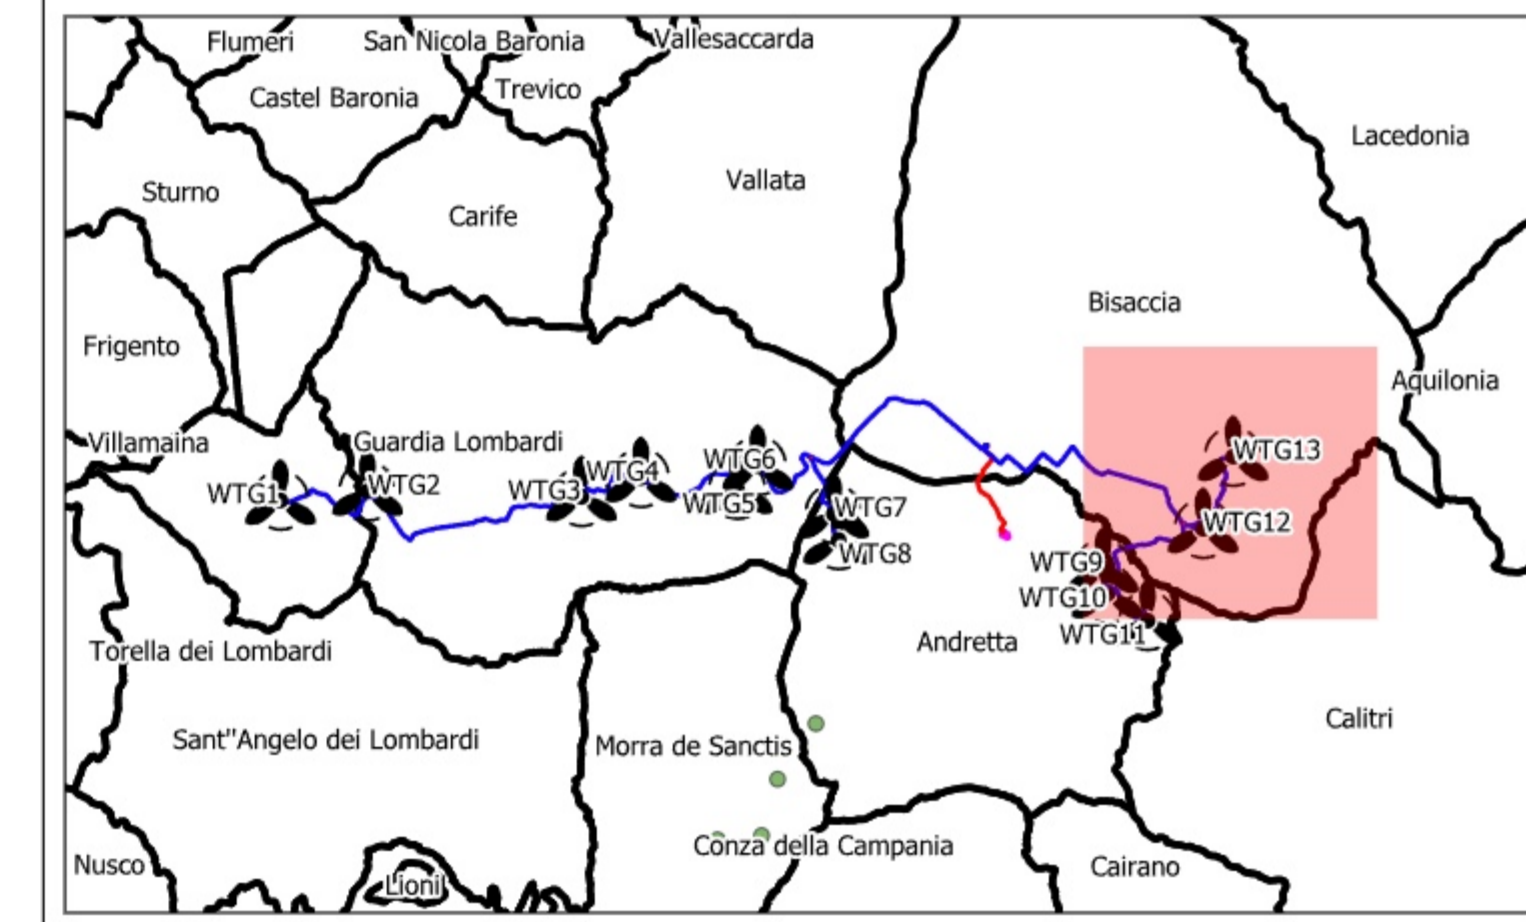 Flumeri
San Nicola Baronia
Vallesaccarda
Castel Baronia
Trevico
Lacedonia
Sturno
Vallata
Carife
Bisaccia
Frigento
Aquilonia
Villamaina
Guardia Lombardi
WTG1
WTG2
WTG3
WTG4
WTG6
WTG5
WTG7
WTG8
WTG13
WTG12
WTG9
WTG10
WTG11
Torella dei Lombardi
Andretta
Sant"Angelo dei Lombardi
Morra de Sanctis
Calitri
Conza della Campania
Nusco
Lioni
Cairano